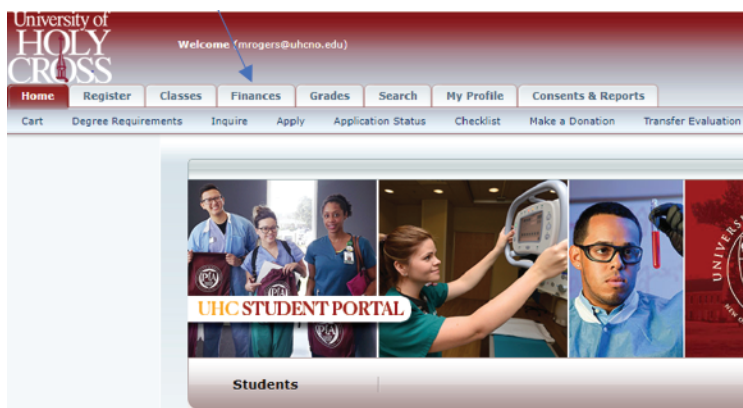 University of
HOLY
CROSS
Welcome (mrogers@uhcno.edu)
Home Register Classes Finances Grades Search My Profile Consents & Reports
Cart Degree Requirements Inquire Apply Application Status Checklist Make a Donation Transfer Evaluation
UHC STUDENT PORTAL
Students